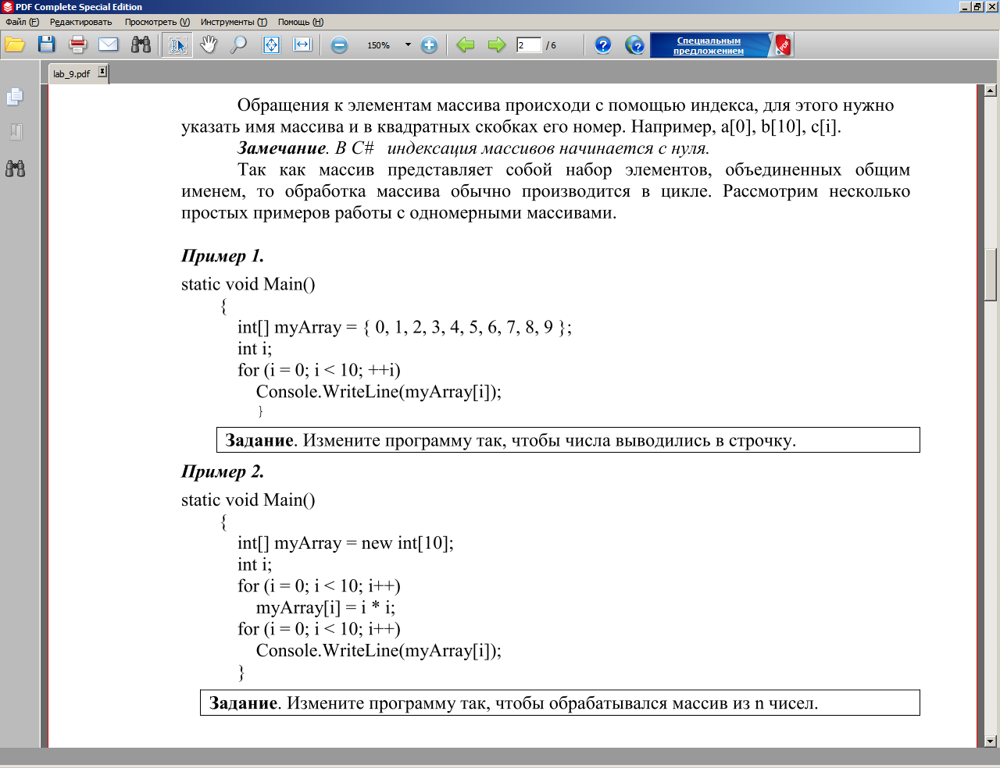 PDF Complete Special Edition
Файл (F) Редактировать Просмотреть (V) Инструменты (T) Помощь (H)
150% 2 / 6 Специальным
предложением PDF
lab_9.pdf
Обращения к элементам массива происходи с помощью индекса, для этого нужно
указать имя массива и в квадратных скобках его номер. Например, a[0], b[10], c[i].
Замечание. В C# индексация массивов начинается с нуля.
Так как массив представляет собой набор элементов, объединенных общим
именем, то обработка массива обычно производится в цикле. Рассмотрим несколько
простых примеров работы с одномерными массивами.
Пример 1.
static void Main()
{
int[] myArray = { 0, 1, 2, 3, 4, 5, 6, 7, 8, 9 };
int i;
for (i = 0; i < 10; ++i)
Console.WriteLine(myArray[i]);
}
Задание. Измените программу так, чтобы числа выводились в строчку.
Пример 2.
static void Main()
{
int[] myArray = new int[10];
int i;
for (i = 0; i < 10; i++)
myArray[i] = i * i;
for (i = 0; i < 10; i++)
Console.WriteLine(myArray[i]);
}
Задание. Измените программу так, чтобы обрабатывался массив из n чисел.